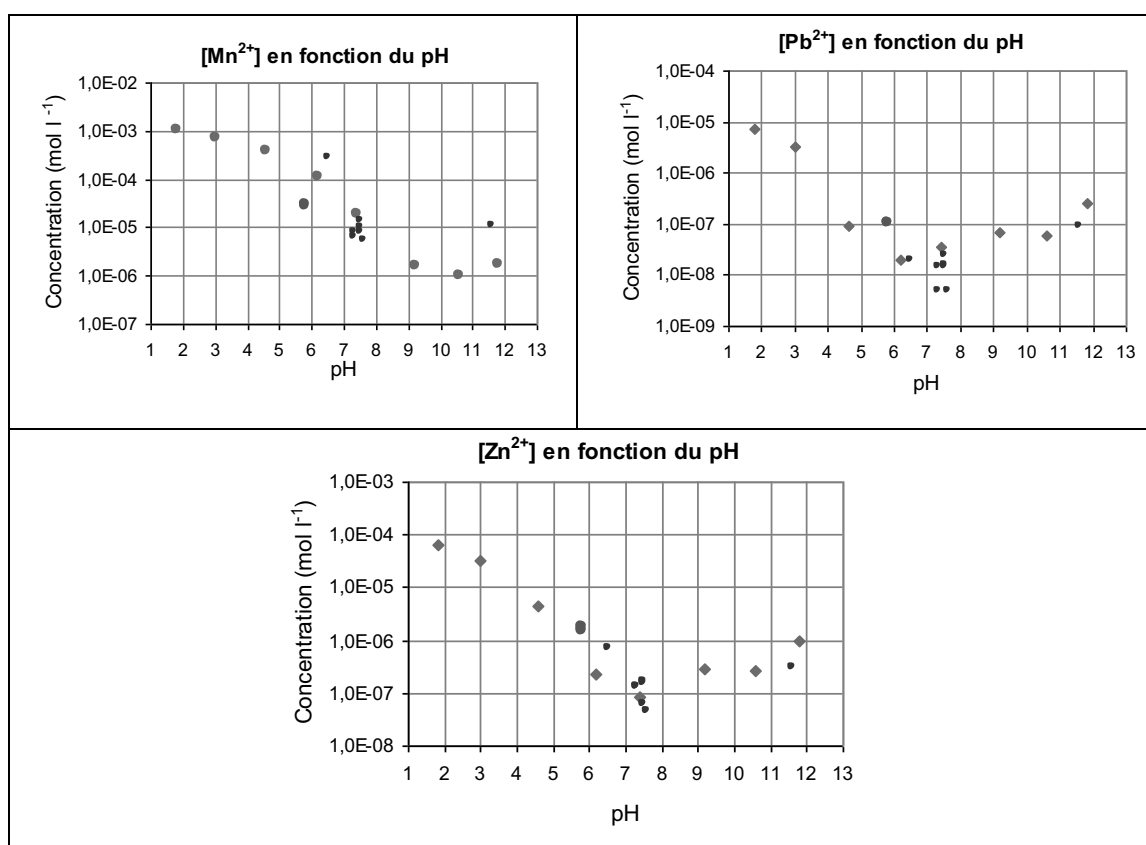 [Mn²⁺] en fonction du pH
Concentration (mol l⁻¹)
1,0E-02
1,0E-03
1,0E-04
1,0E-05
1,0E-06
1,0E-07
1 2 3 4 5 6 7 8 9 10 11 12 13
pH
[Pb²⁺] en fonction du pH
Concentration (mol l⁻¹)
1,0E-04
1,0E-05
1,0E-06
1,0E-07
1,0E-08
1,0E-09
1 2 3 4 5 6 7 8 9 10 11 12 13
pH
[Zn²⁺] en fonction du pH
Concentration (mol l⁻¹)
1,0E-03
1,0E-04
1,0E-05
1,0E-06
1,0E-07
1,0E-08
1 2 3 4 5 6 7 8 9 10 11 12 13
pH